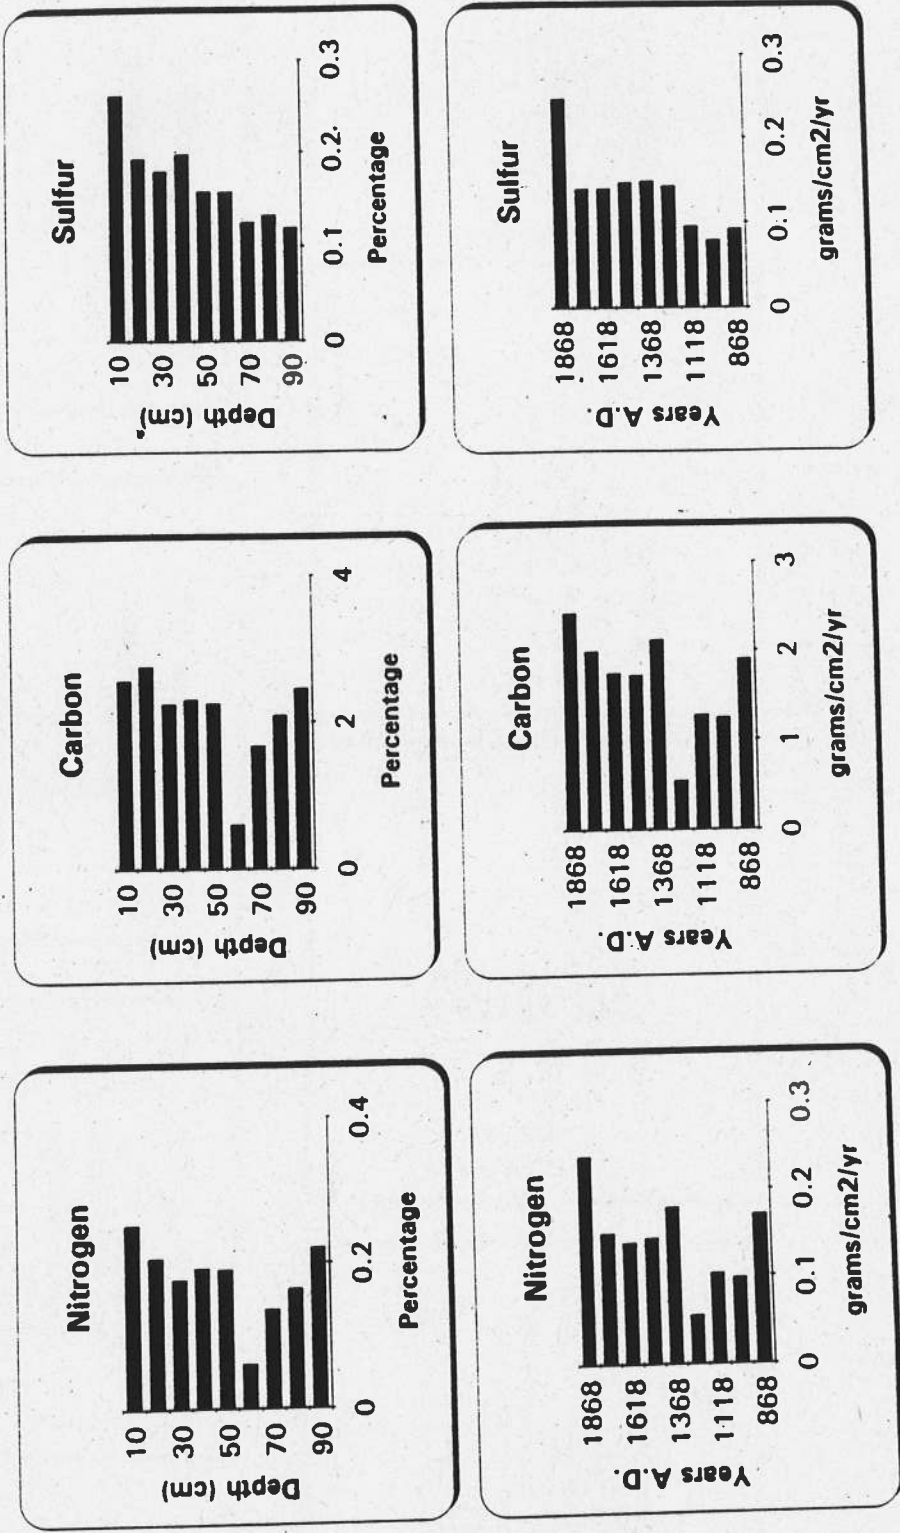 Nitrogen
Depth (cm)
10
30
50
70
90
0
0.2
0.4
Percentage
Carbon
Depth (cm)
10
30
50
70
90
0
2
4
Percentage
Sulfur
Depth (cm)
10
30
50
70
90
0
0.1
0.2
0.3
Percentage
Nitrogen
Years A.D.
1868
1618
1368
1118
868
0
0.1
0.2
0.3
grams/cm2/yr
Carbon
Years A.D.
1868
1618
1368
1118
868
0
1
2
3
grams/cm2/yr
Sulfur
Years A.D.
1868
1618
1368
1118
868
0
0.1
0.2
0.3
grams/cm2/yr